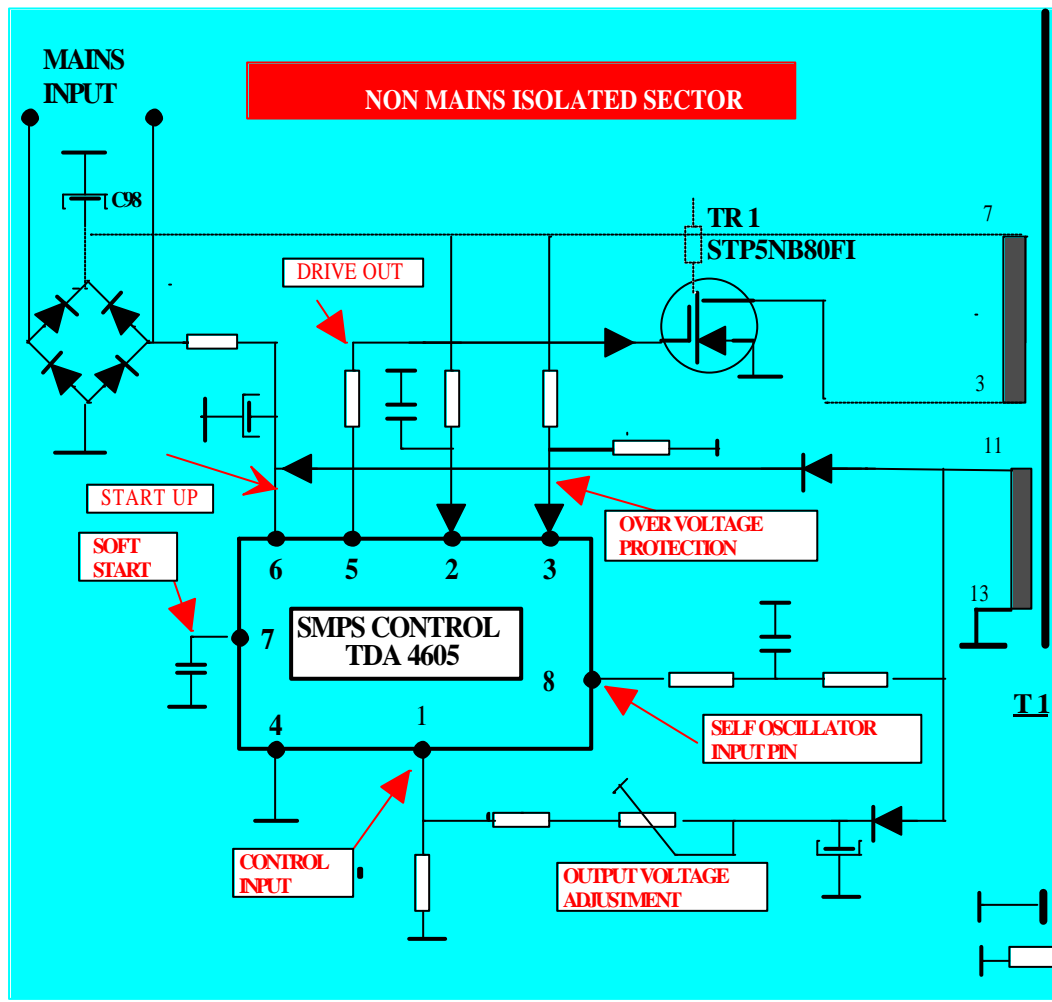 MAINS
INPUT
NON MAINS ISOLATED SECTOR
C98
TR 1
STP5NB80FI
7
DRIVE OUT
3
11
START UP
OVER VOLTAGE
PROTECTION
SOFT
START
6
5
2
3
13
7
SMPS CONTROL
TDA 4605
8
T 1
4
1
SELF OSCILLATOR
INPUT PIN
CONTROL
INPUT
OUTPUT VOLTAGE
ADJUSTMENT